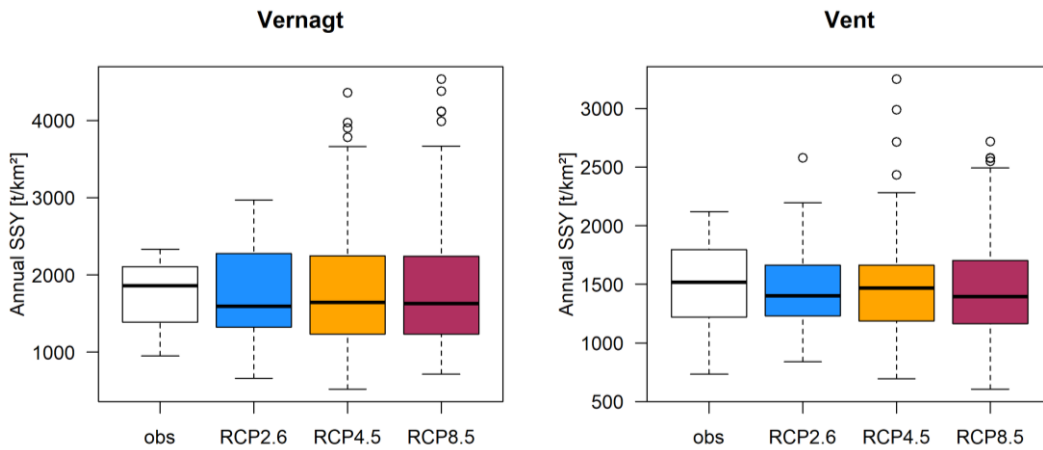 Vernagt
Annual SSY [t/km²]
4000
3000
2000
1000
obs RCP2.6 RCP4.5 RCP8.5
Vent
Annual SSY [t/km²]
3000
2500
2000
1500
1000
500
obs RCP2.6 RCP4.5 RCP8.5